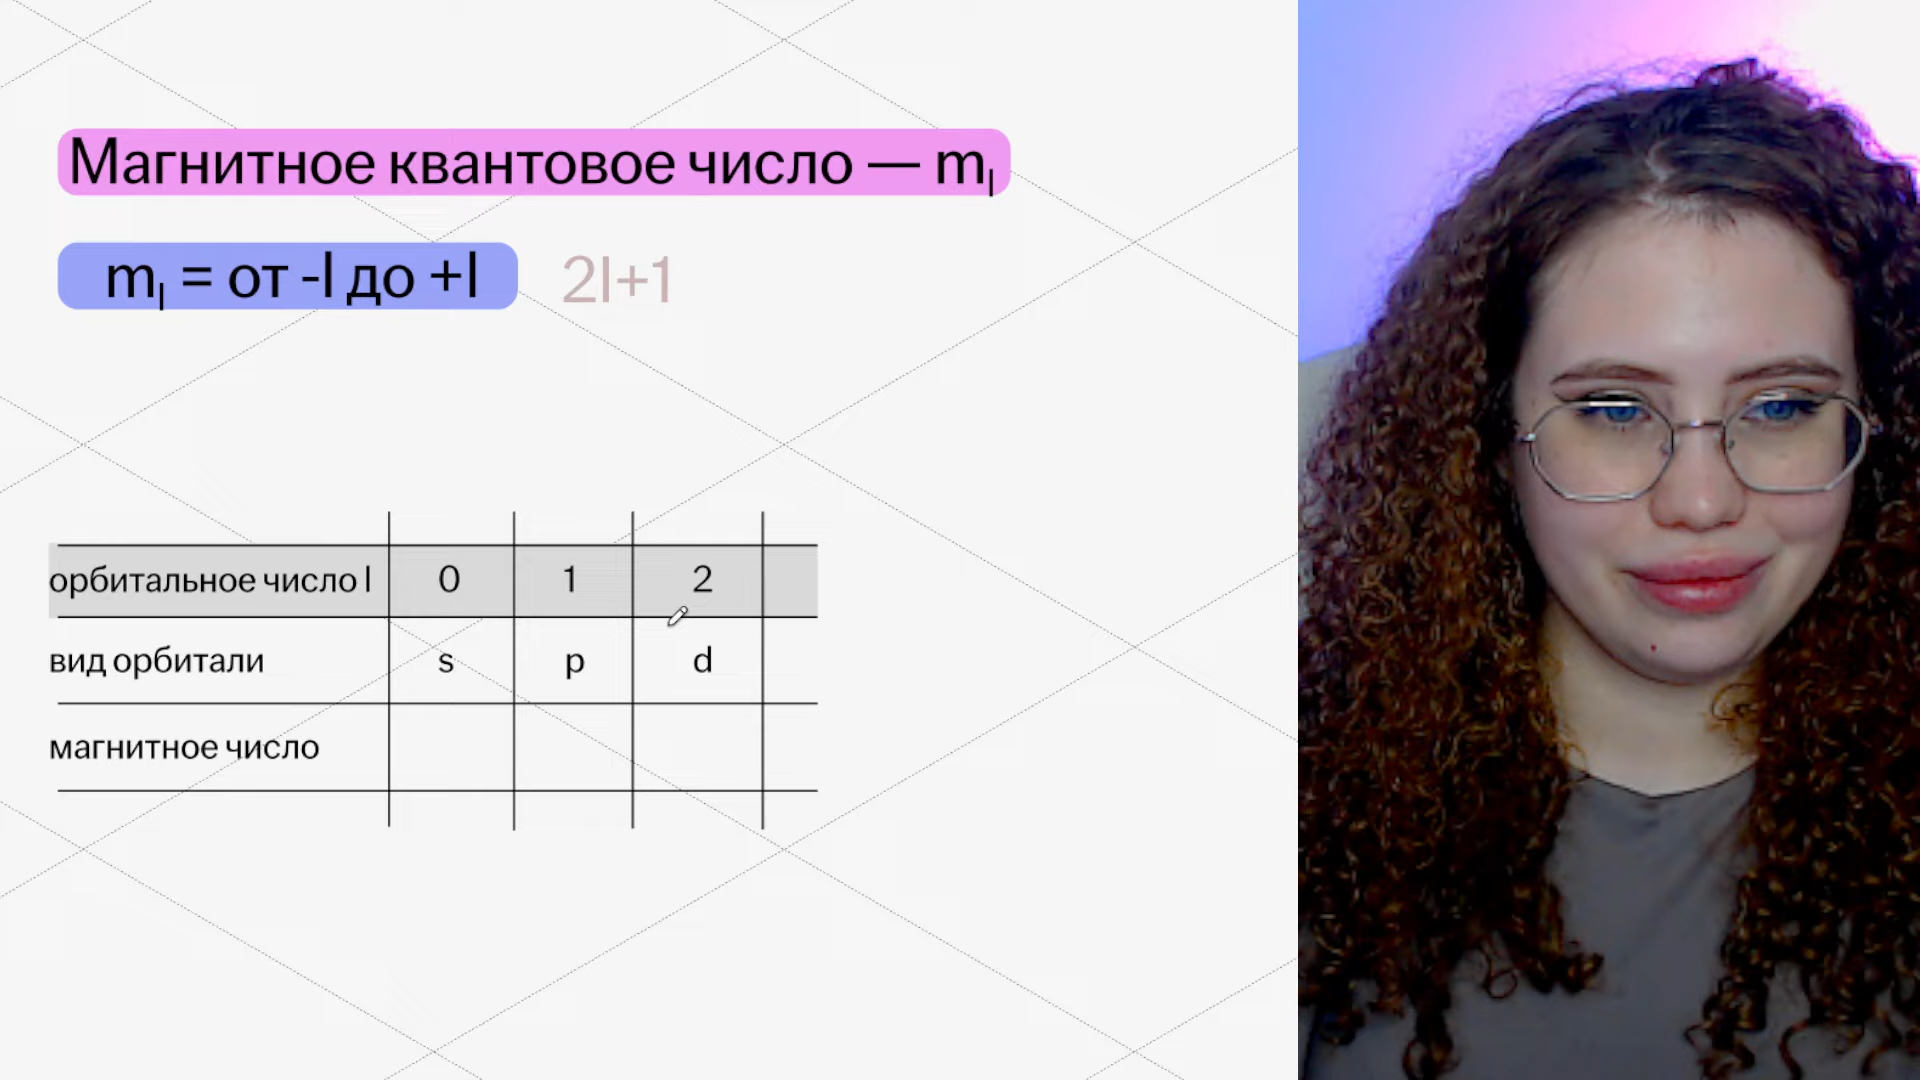 Магнитное квантовое число — mₗ
mₗ = от -l до +l 2l+1
орбитальное число l 0 1 2
вид орбитали s p d
магнитное число